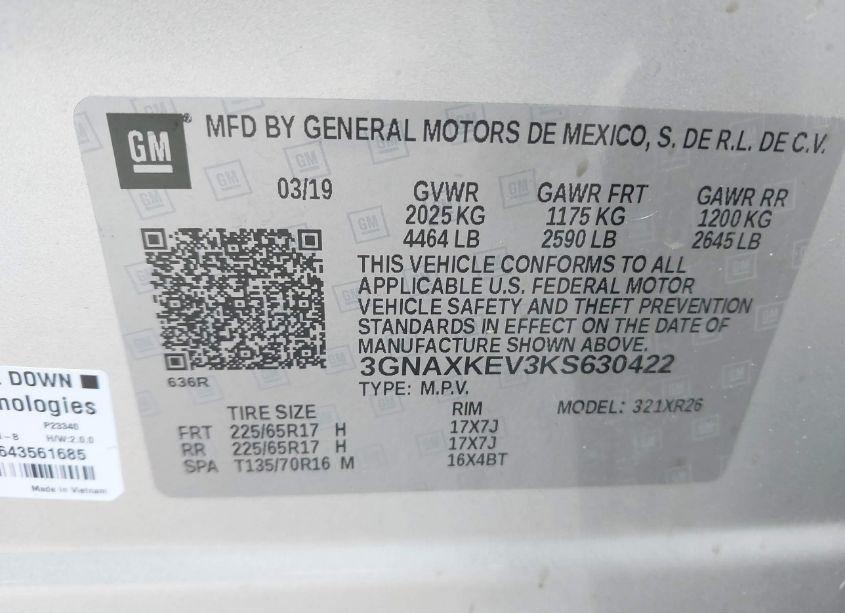 GM
MFD BY GENERAL MOTORS DE MEXICO, S. DE R.L. DE C.V.
03/19 GVWR GAWR FRT GAWR RR
2025 KG 1175 KG 1200 KG
4464 LB 2590 LB 2645 LB
THIS VEHICLE CONFORMS TO ALL
APPLICABLE U.S. FEDERAL MOTOR
VEHICLE SAFETY AND THEFT PREVENTION
STANDARDS IN EFFECT ON THE DATE OF
MANUFACTURE SHOWN ABOVE.
3GNAXKEV3KS630422
636R
TYPE: M.P.V.
TIRE SIZE RIM MODEL: 321XR26
FRT 225/65R17 H 17X7J
RR 225/65R17 H 17X7J
SPA T135/70R16 M 16X4BT
DOWN
nologies
P23340
H/W:2.0.0
643561685
Made in Vietnam